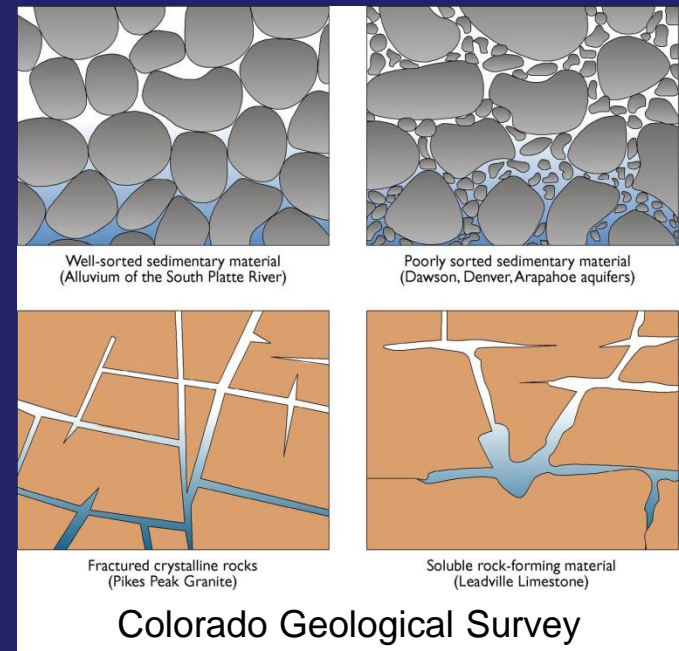 Well-sorted sedimentary material
(Alluvium of the South Platte River)
Poorly sorted sedimentary material
(Dawson, Denver, Arapahoe aquifers)
Fractured crystalline rocks
(Pikes Peak Granite)
Soluble rock-forming material
(Leadville Limestone)
Colorado Geological Survey